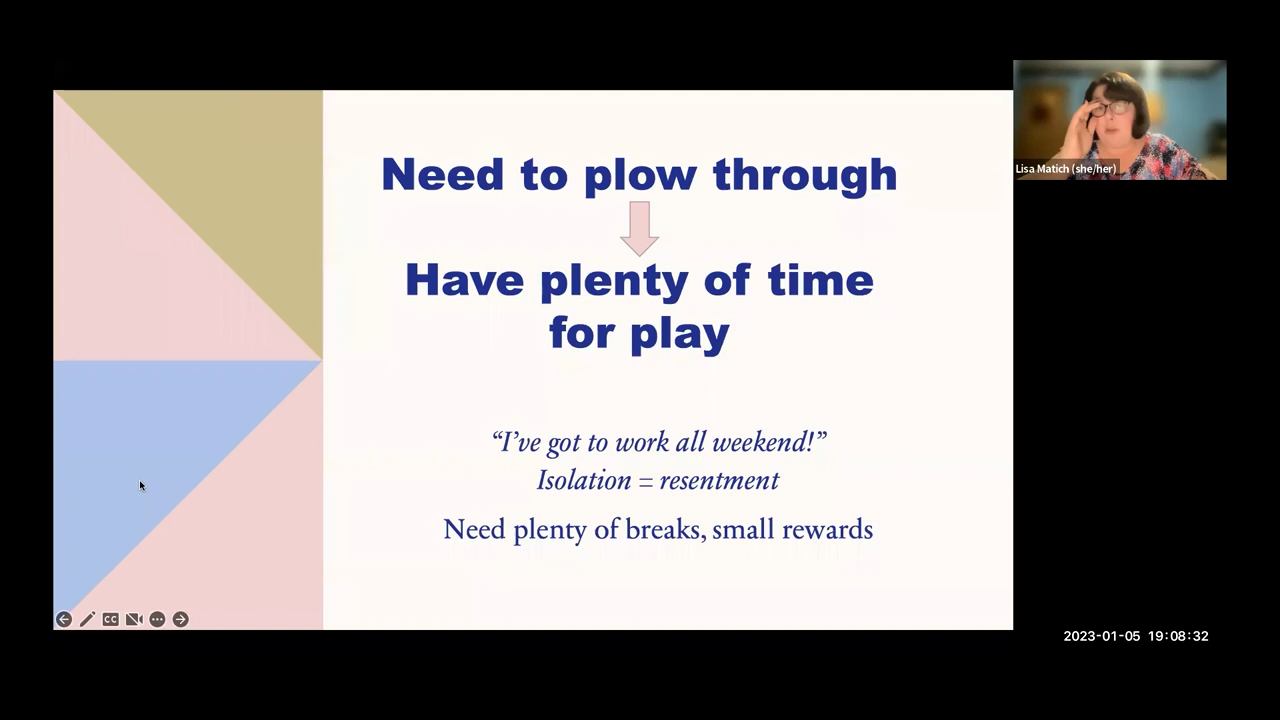 Need to plow through
Have plenty of time
for play
“I’ve got to work all weekend!”
Isolation = resentment
Need plenty of breaks, small rewards
CC
Lisa Matich (she/her)
2023-01-05 19:08:32